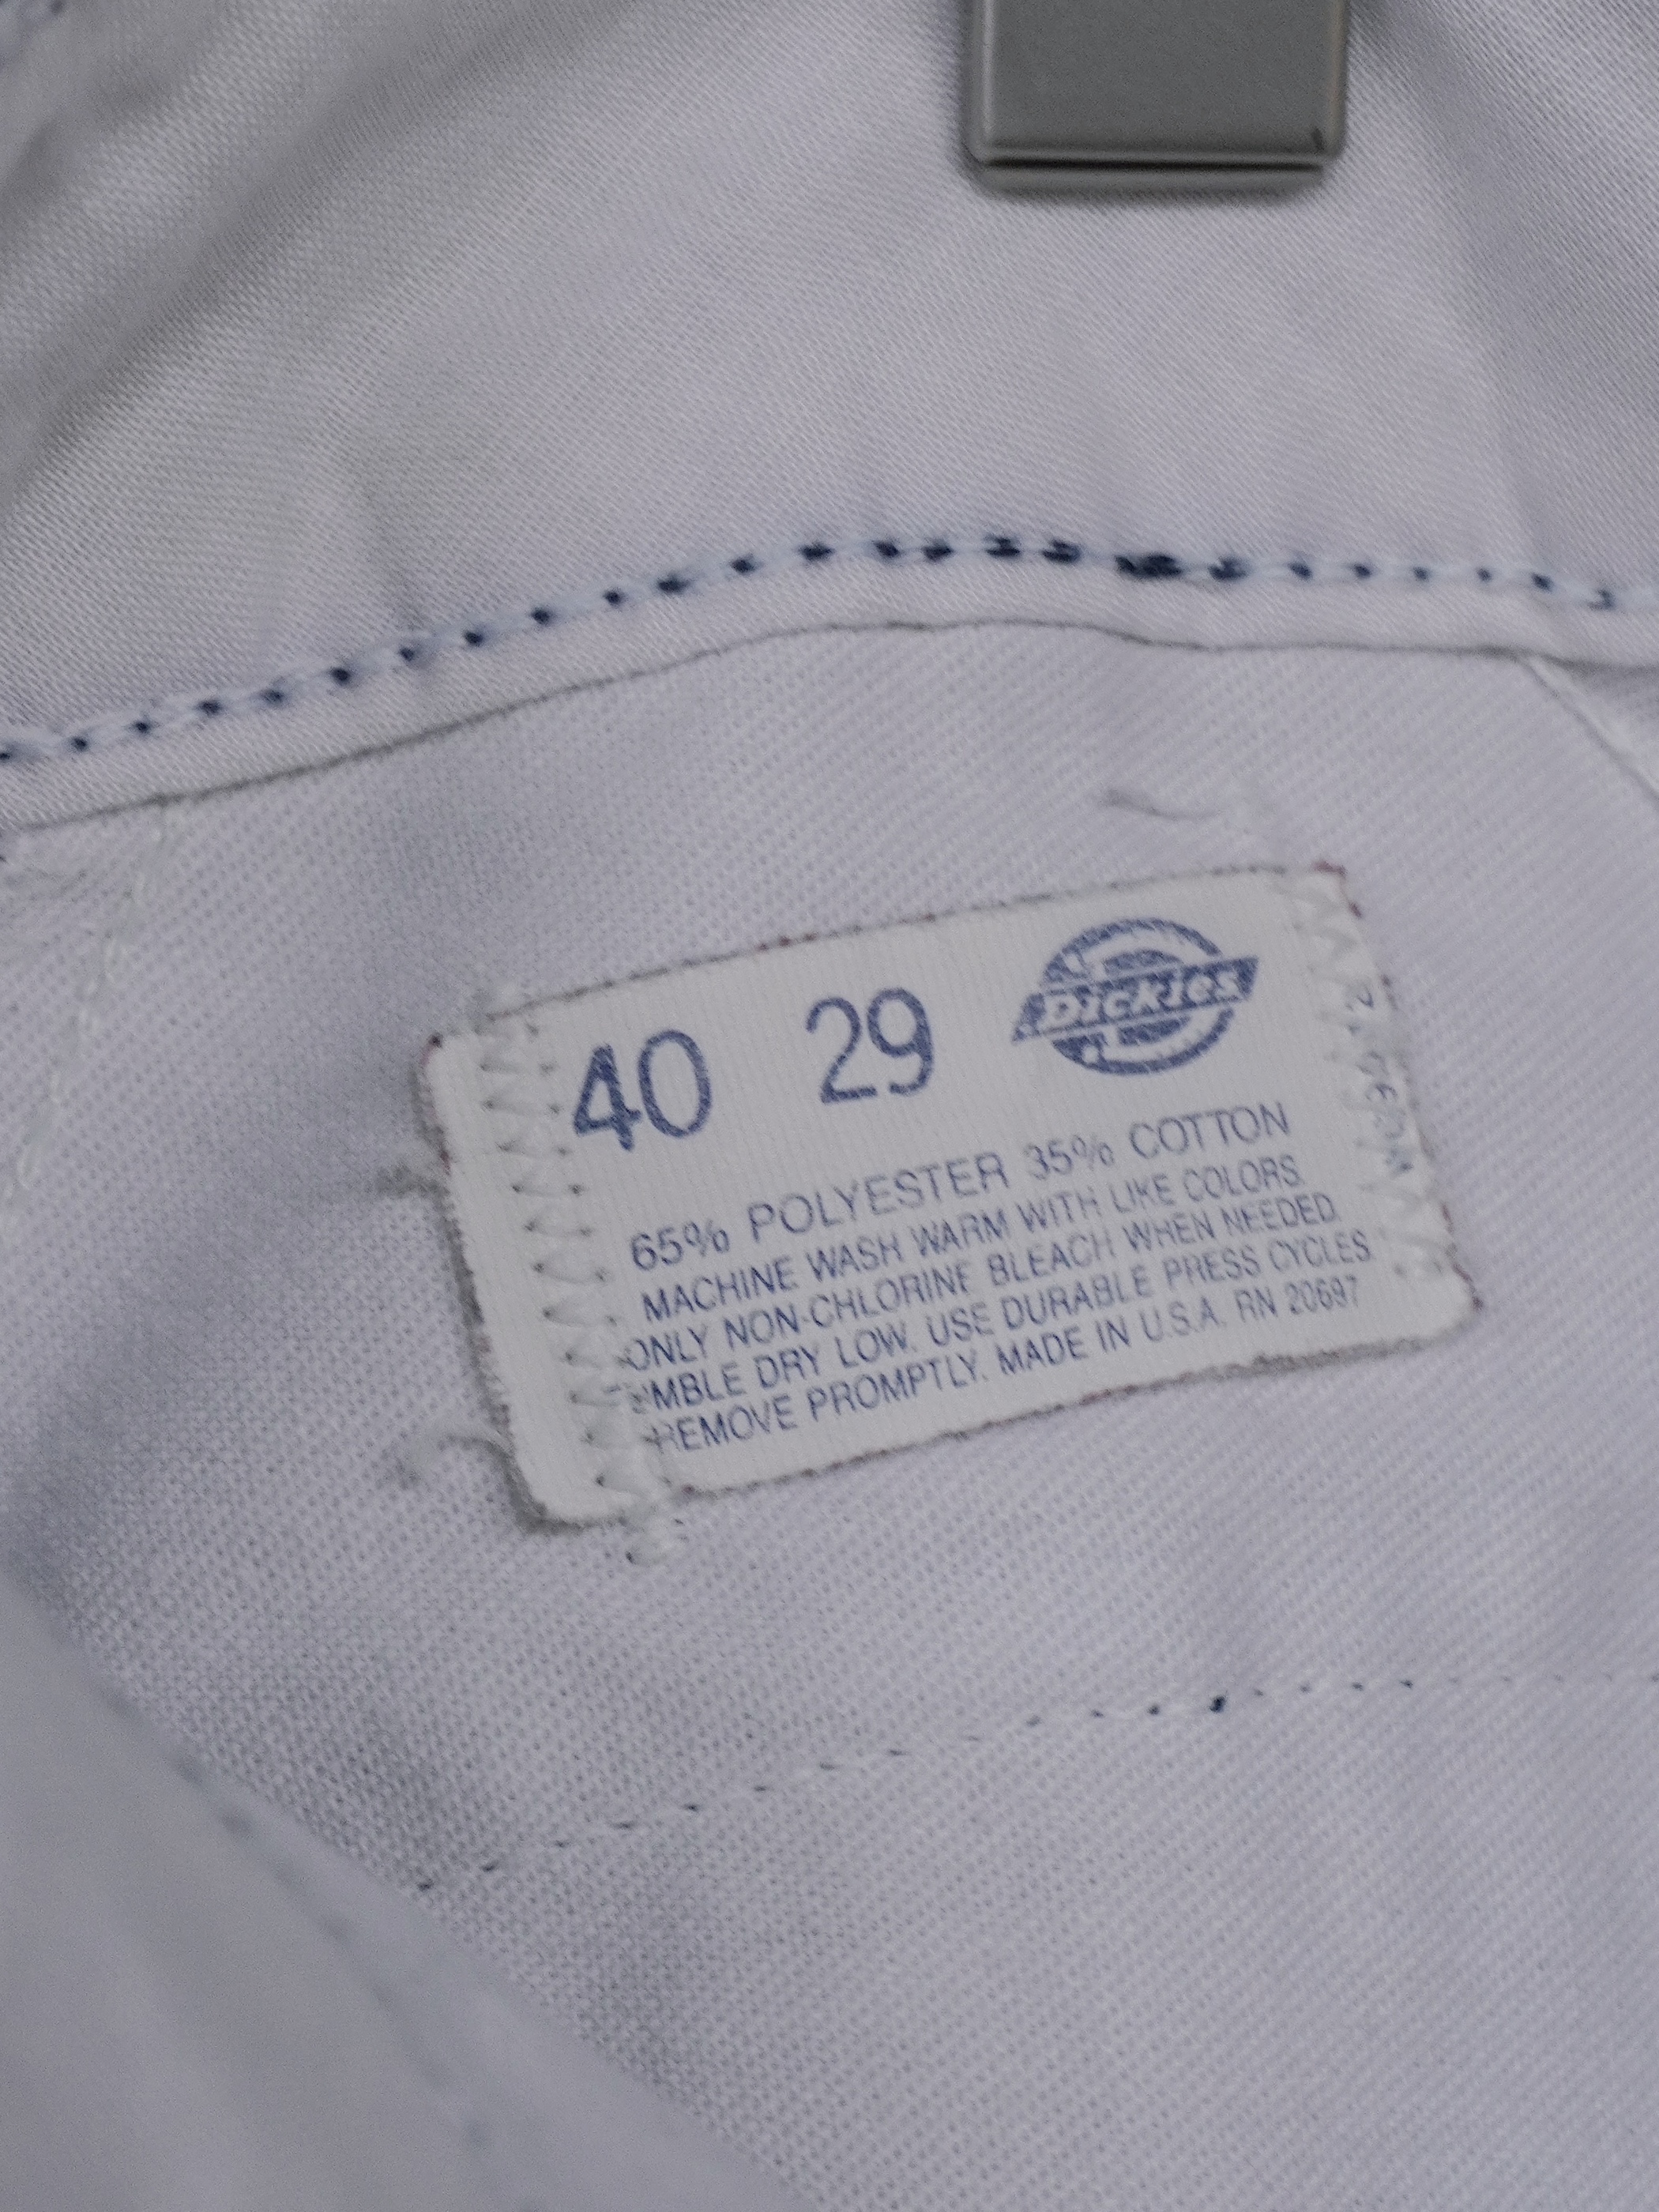 40 29 Dickies
65% POLYESTER 35% COTTON
MACHINE WASH WARM WITH LIKE COLORS.
ONLY NON-CHLORINE BLEACH WHEN NEEDED.
MBLE DRY LOW. USE DURABLE PRESS CYCLES
REMOVE PROMPTLY. MADE IN U.S.A. RN 20697